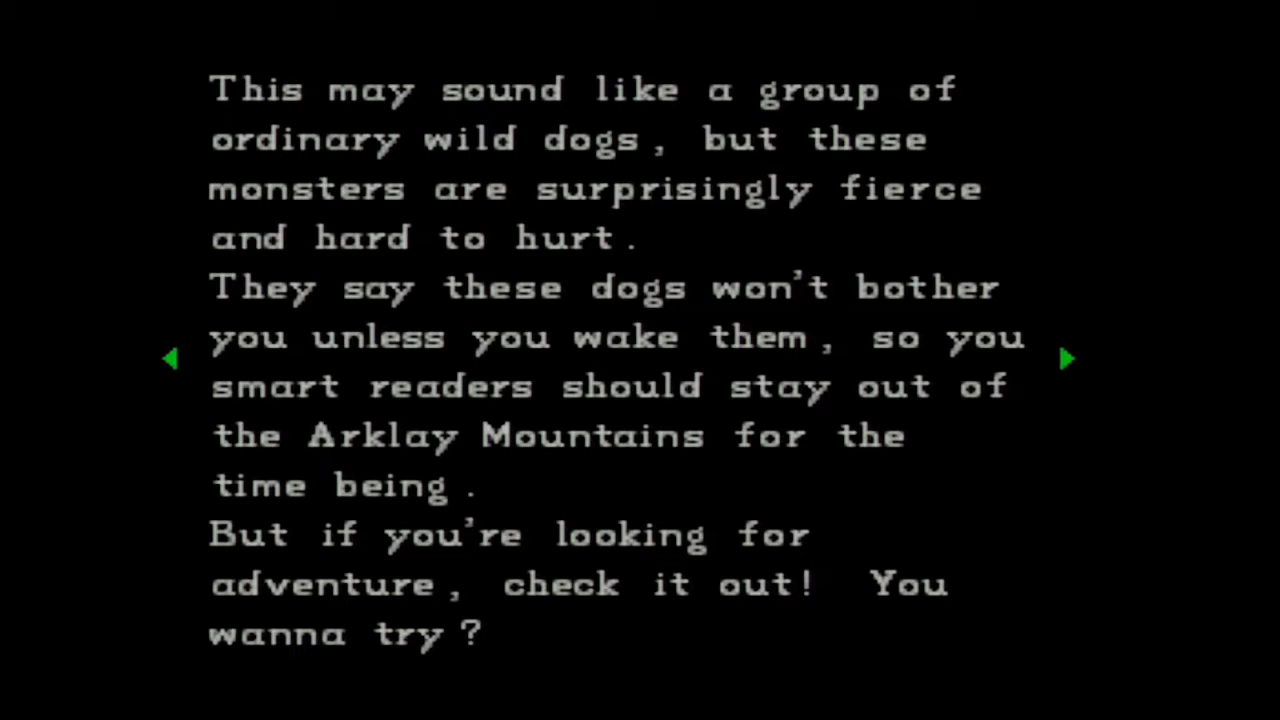 This may sound like a group of
ordinary wild dogs, but these
monsters are surprisingly fierce
and hard to hurt.
They say these dogs won't bother
you unless you wake them, so you
smart readers should stay out of
the Arklay Mountains for the
time being.
But if you're looking for
adventure, check it out! You
wanna try?